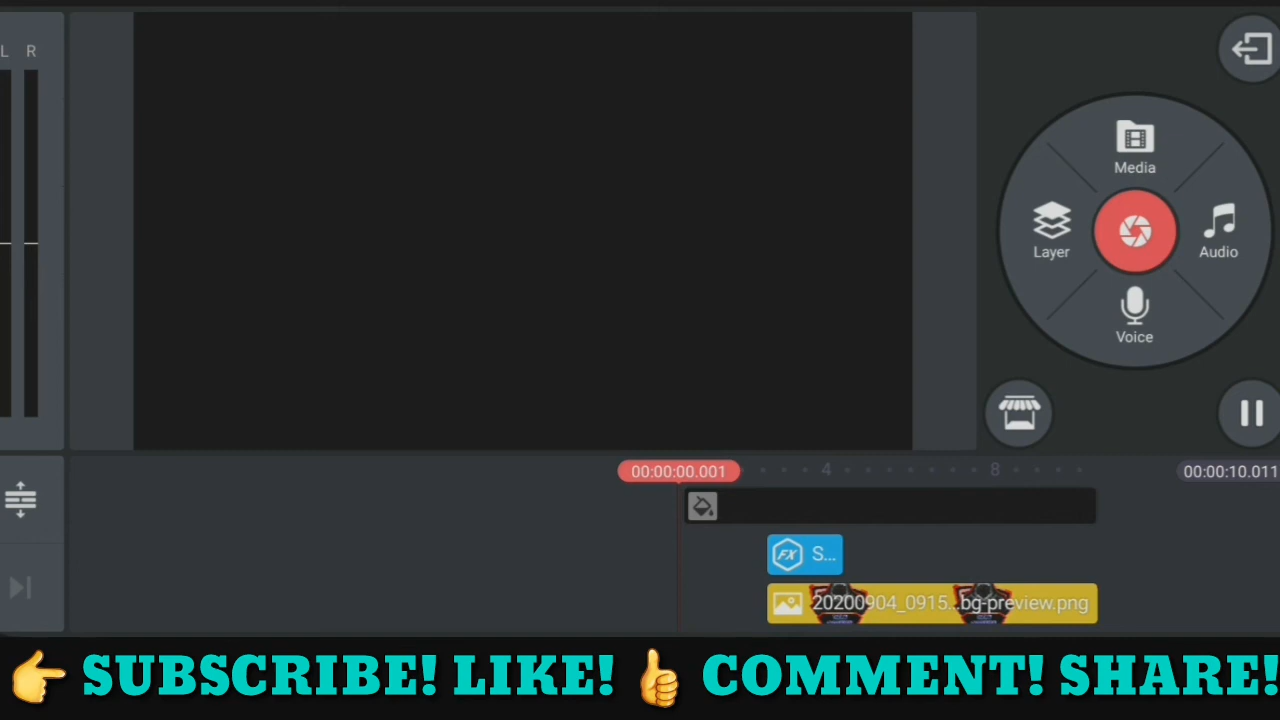 L R
Media
Layer
Audio
Voice
00:00:00.001 4 8 00:00:10.011
FX S...
20200904_0915...bg-preview.png
👉 SUBSCRIBE! LIKE! 👍 COMMENT! SHARE!